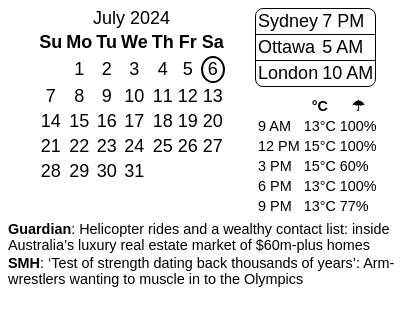 July 2024
Su Mo Tu We Th Fr Sa
1 2 3 4 5 6
7 8 9 10 11 12 13
14 15 16 17 18 19 20
21 22 23 24 25 26 27
28 29 30 31
Sydney 7 PM
Ottawa 5 AM
London 10 AM
°C ☂
9 AM 13°C 100%
12 PM 15°C 100%
3 PM 15°C 60%
6 PM 13°C 100%
9 PM 13°C 77%
Guardian: Helicopter rides and a wealthy contact list: inside
Australia’s luxury real estate market of $60m-plus homes
SMH: ‘Test of strength dating back thousands of years’: Arm-
wrestlers wanting to muscle in to the Olympics